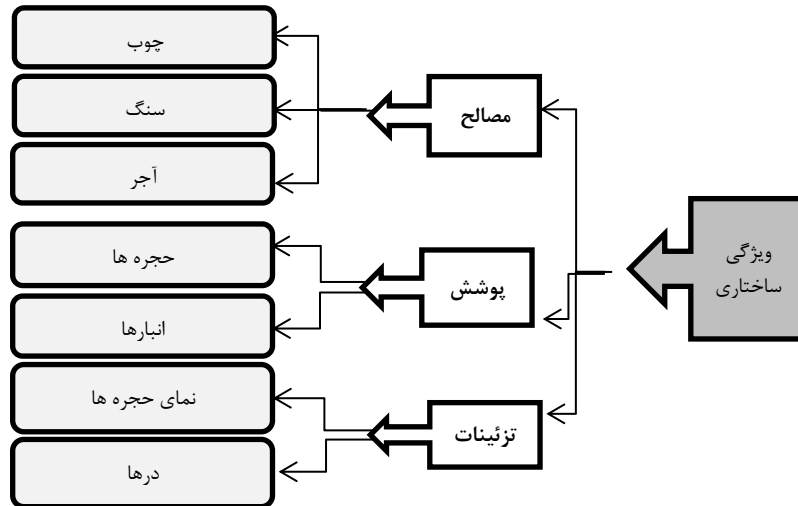 ویژگی
ساختاری
مصالح
چوب
سنگ
آجر
پوشش
حجره ها
انبارها
تزئینات
نمای حجره ها
درها